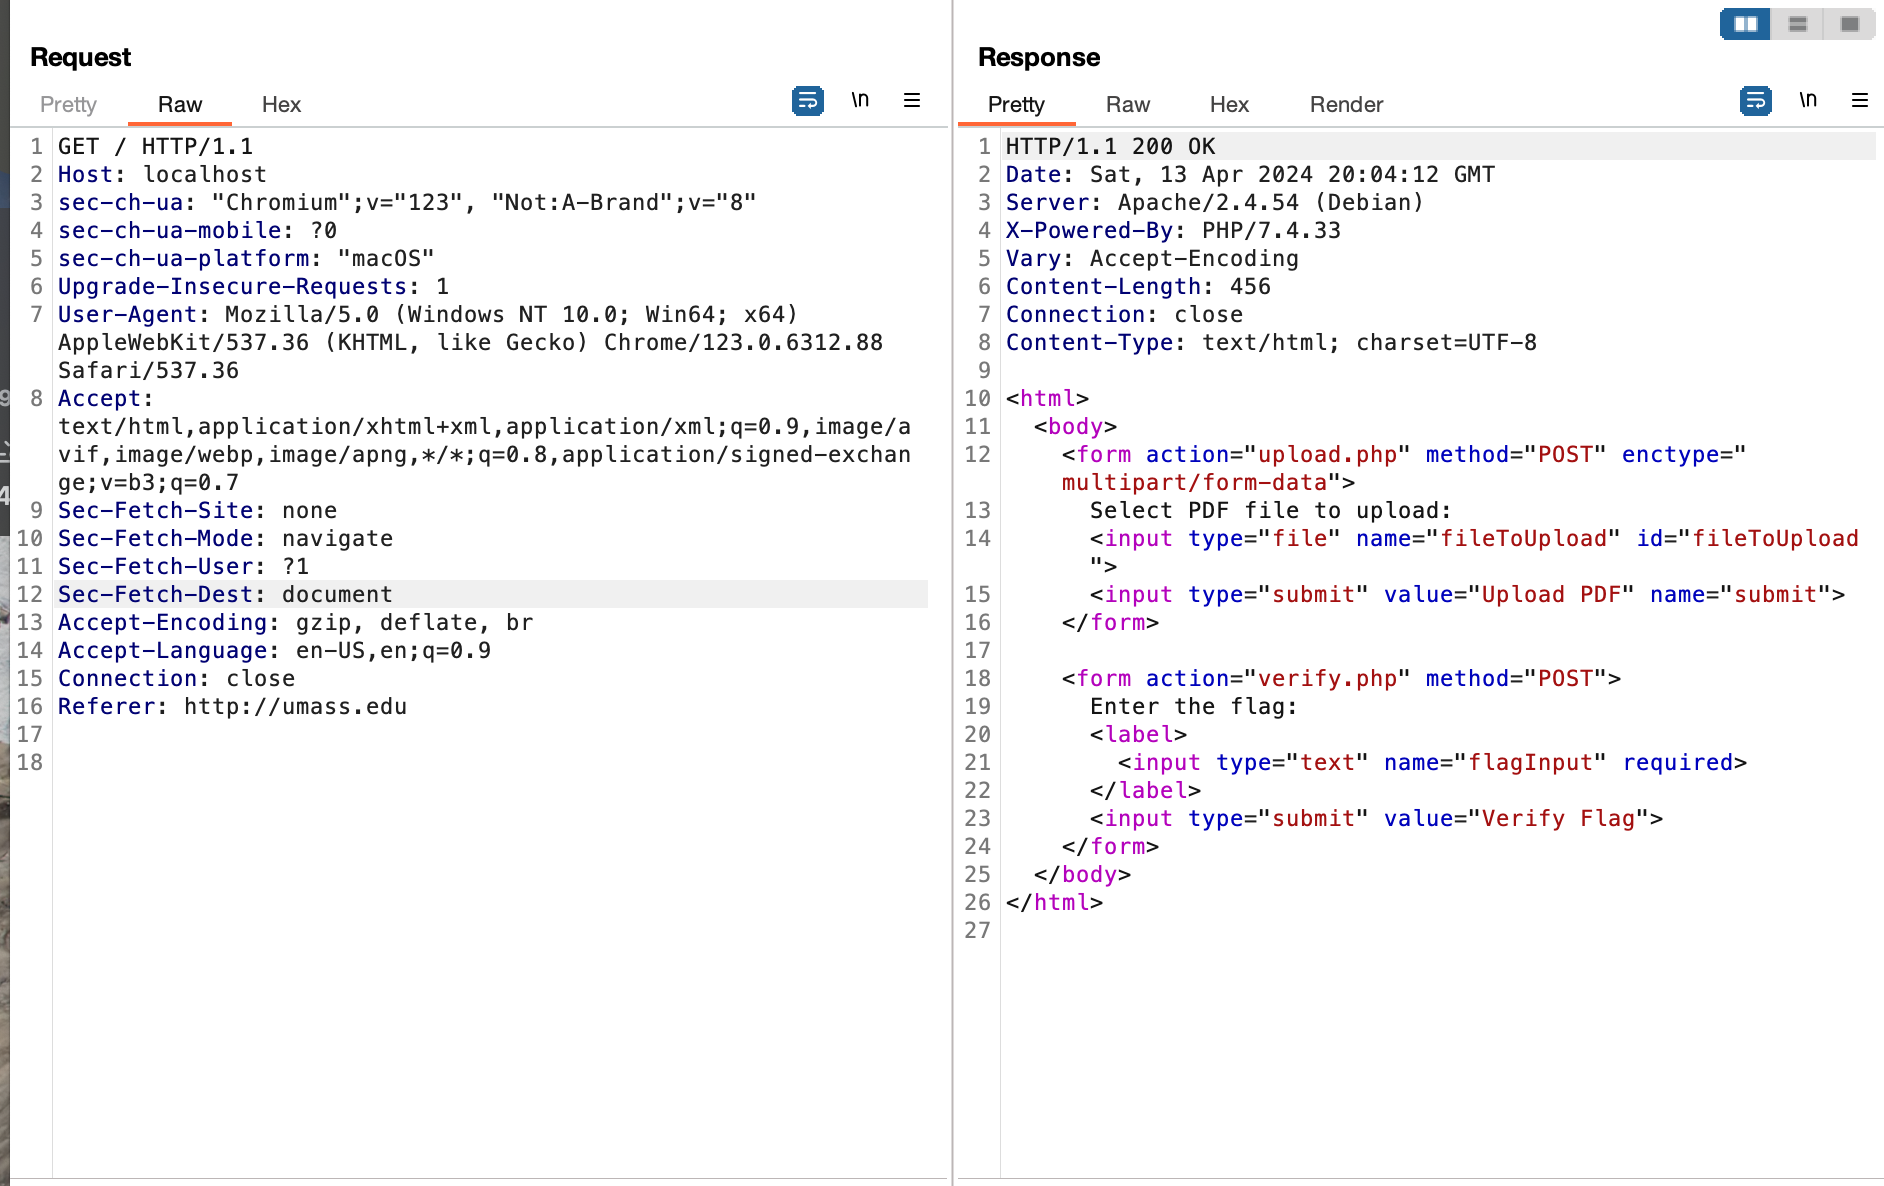 Request
Pretty Raw Hex \n
1 GET / HTTP/1.1
2 Host: localhost
3 sec-ch-ua: "Chromium";v="123", "Not:A-Brand";v="8"
4 sec-ch-ua-mobile: ?0
5 sec-ch-ua-platform: "macOS"
6 Upgrade-Insecure-Requests: 1
7 User-Agent: Mozilla/5.0 (Windows NT 10.0; Win64; x64)
AppleWebKit/537.36 (KHTML, like Gecko) Chrome/123.0.6312.88
Safari/537.36
8 Accept:
text/html,application/xhtml+xml,application/xml;q=0.9,image/a
vif,image/webp,image/apng,*/*;q=0.8,application/signed-exchan
ge;v=b3;q=0.7
9 Sec-Fetch-Site: none
10 Sec-Fetch-Mode: navigate
11 Sec-Fetch-User: ?1
12 Sec-Fetch-Dest: document
13 Accept-Encoding: gzip, deflate, br
14 Accept-Language: en-US,en;q=0.9
15 Connection: close
16 Referer: http://umass.edu
17
18
Response
Pretty Raw Hex Render \n
1 HTTP/1.1 200 OK
2 Date: Sat, 13 Apr 2024 20:04:12 GMT
3 Server: Apache/2.4.54 (Debian)
4 X-Powered-By: PHP/7.4.33
5 Vary: Accept-Encoding
6 Content-Length: 456
7 Connection: close
8 Content-Type: text/html; charset=UTF-8
9
10 <html>
11 <body>
12 <form action="upload.php" method="POST" enctype="
multipart/form-data">
13 Select PDF file to upload:
14 <input type="file" name="fileToUpload" id="fileToUpload
">
15 <input type="submit" value="Upload PDF" name="submit">
16 </form>
17
18 <form action="verify.php" method="POST">
19 Enter the flag:
20 <label>
21 <input type="text" name="flagInput" required>
22 </label>
23 <input type="submit" value="Verify Flag">
24 </form>
25 </body>
26 </html>
27